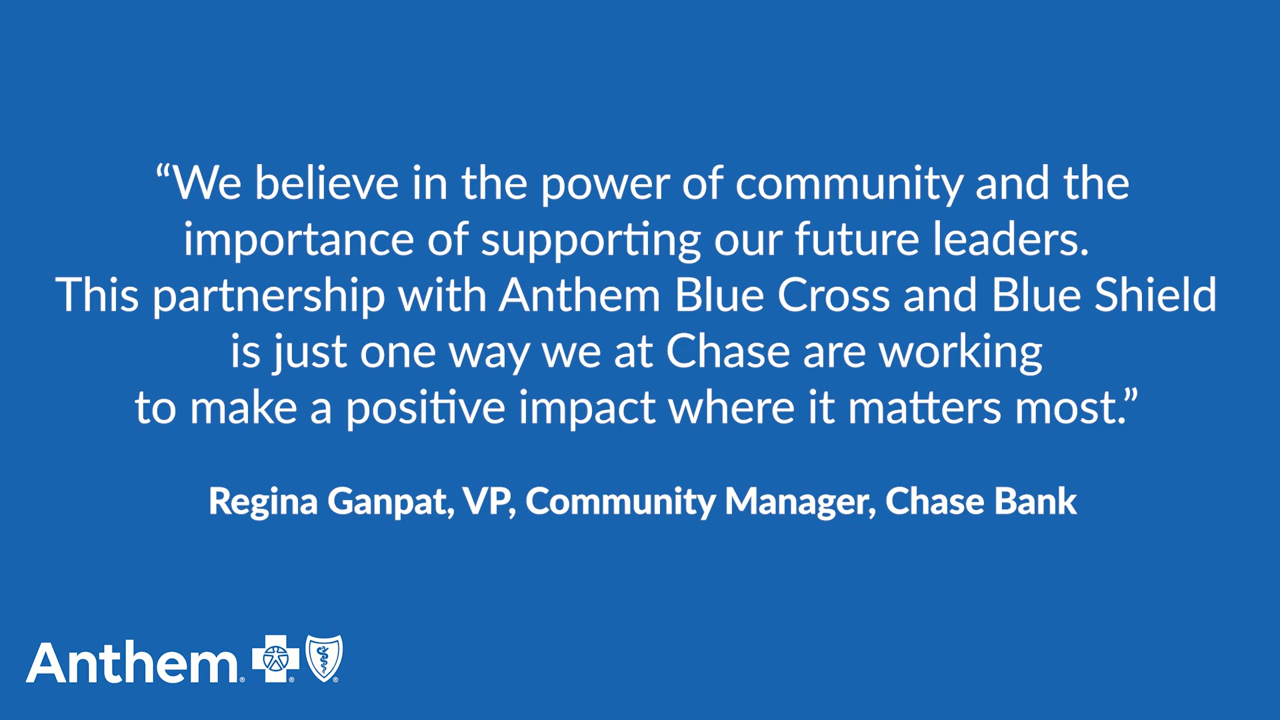 “We believe in the power of community and the
importance of supporting our future leaders.
This partnership with Anthem Blue Cross and Blue Shield
is just one way we at Chase are working
to make a positive impact where it matters most.”
Regina Ganpat, VP, Community Manager, Chase Bank
Anthem®